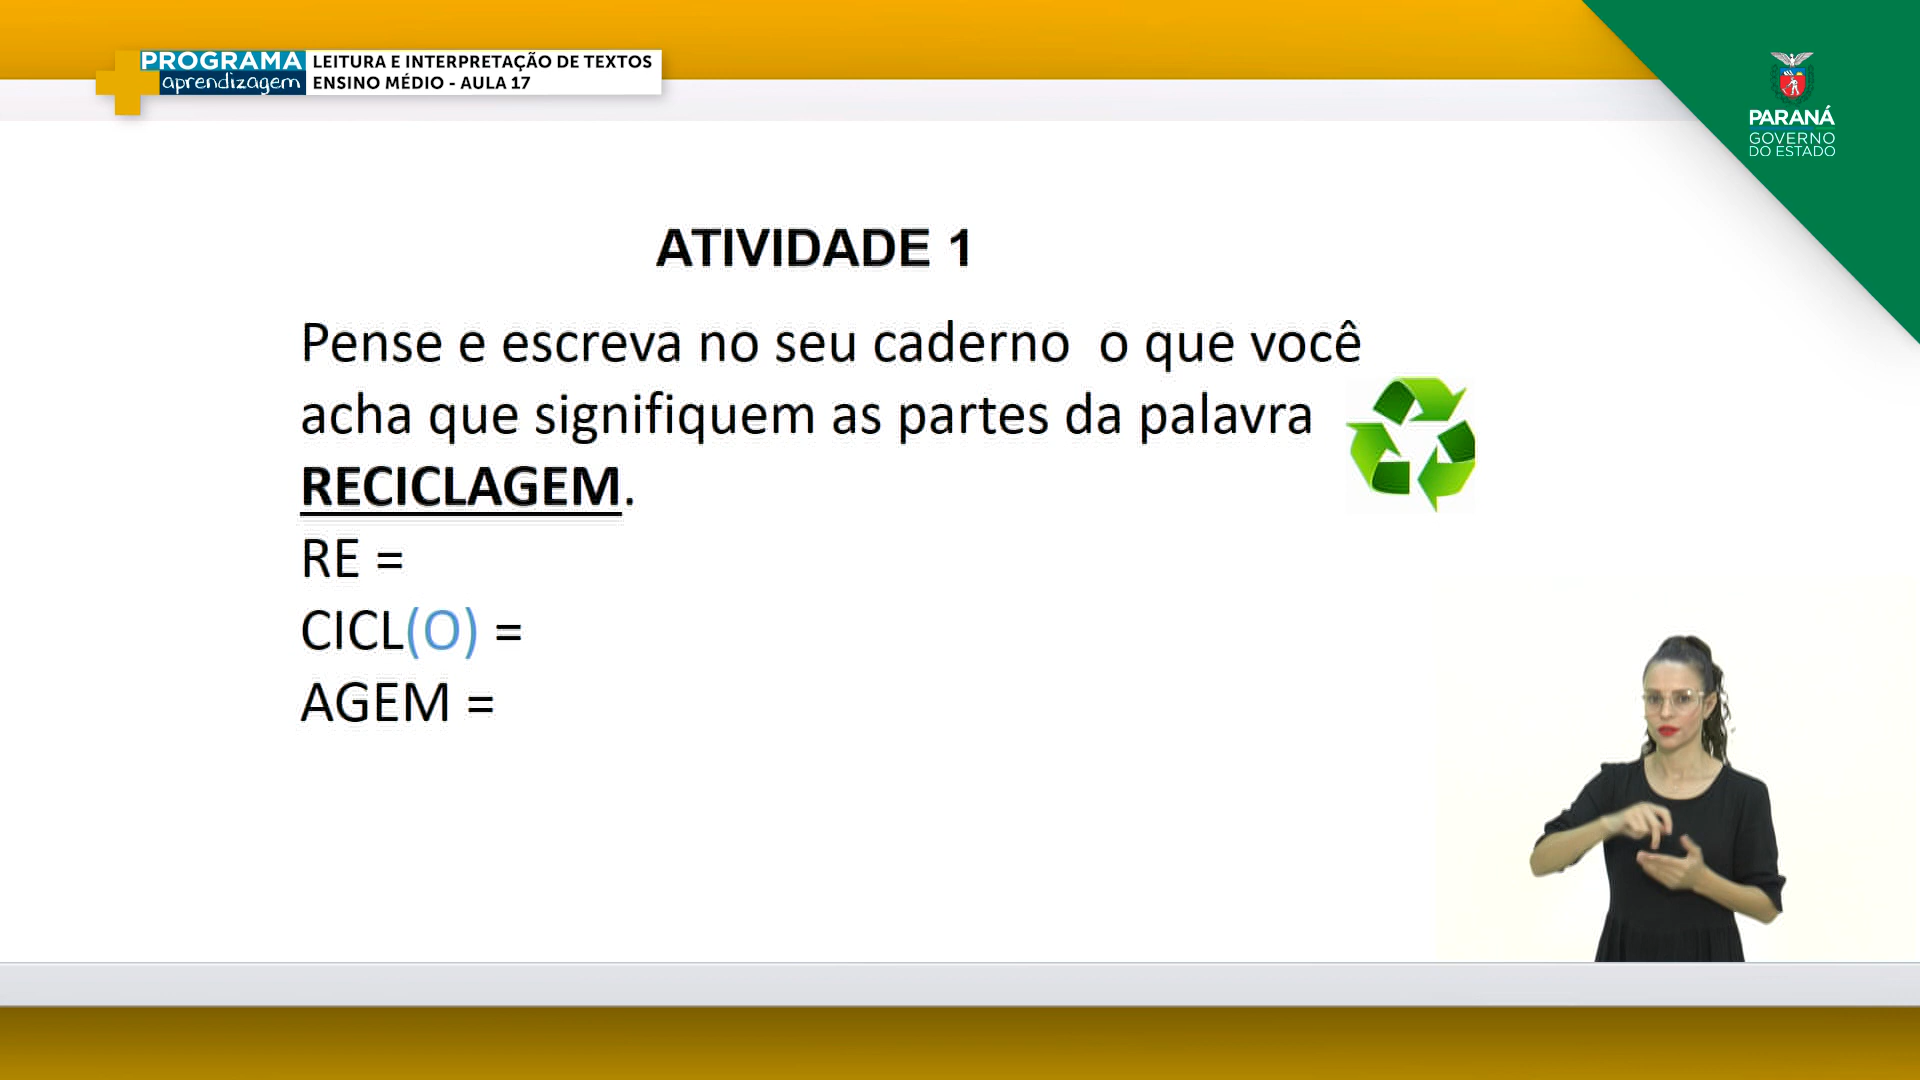 PROGRAMA
aprendizagem
LEITURA E INTERPRETAÇÃO DE TEXTOS
ENSINO MÉDIO - AULA 17
PARANÁ
GOVERNO
DO ESTADO
ATIVIDADE 1
Pense e escreva no seu caderno o que você
acha que signifiquem as partes da palavra
RECICLAGEM.
RE =
CICL(O) =
AGEM =